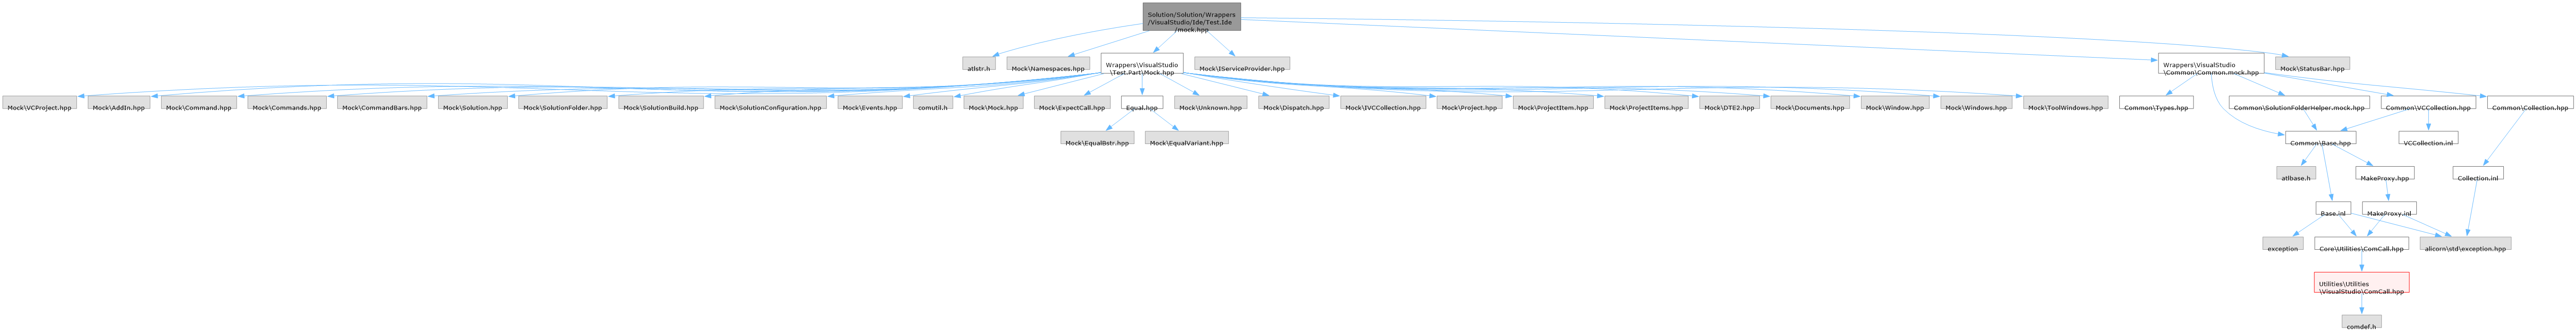 Solution/Solution/Wrappers
/VisualStudio/Ide/Test.Ide
/mock.hpp
atlstr.h
Mock\Namespaces.hpp
Wrappers\VisualStudio
\Test.Part\Mock.hpp
Mock\IServiceProvider.hpp
Wrappers\VisualStudio
\Common\Common.mock.hpp
Mock\StatusBar.hpp
Mock\VCProject.hpp
Mock\AddIn.hpp
Mock\Command.hpp
Mock\Commands.hpp
Mock\CommandBars.hpp
Mock\Solution.hpp
Mock\SolutionFolder.hpp
Mock\SolutionBuild.hpp
Mock\SolutionConfiguration.hpp
Mock\Events.hpp
comutil.h
Mock\Mock.hpp
Mock\ExpectCall.hpp
Equal.hpp
Mock\Unknown.hpp
Mock\Dispatch.hpp
Mock\IVCCollection.hpp
Mock\Project.hpp
Mock\ProjectItem.hpp
Mock\ProjectItems.hpp
Mock\DTE2.hpp
Mock\Documents.hpp
Mock\Window.hpp
Mock\Windows.hpp
Mock\ToolWindows.hpp
Common\Types.hpp
Common\SolutionFolderHelper.mock.hpp
Common\VCCollection.hpp
Common\Collection.hpp
Mock\EqualBstr.hpp
Mock\EqualVariant.hpp
Common\Base.hpp
VCCollection.inl
atlbase.h
MakeProxy.hpp
Collection.inl
Base.inl
MakeProxy.inl
exception
Core\Utilities\ComCall.hpp
alicorn\std\exception.hpp
Utilities\Utilities
\VisualStudio\ComCall.hpp
comdef.h